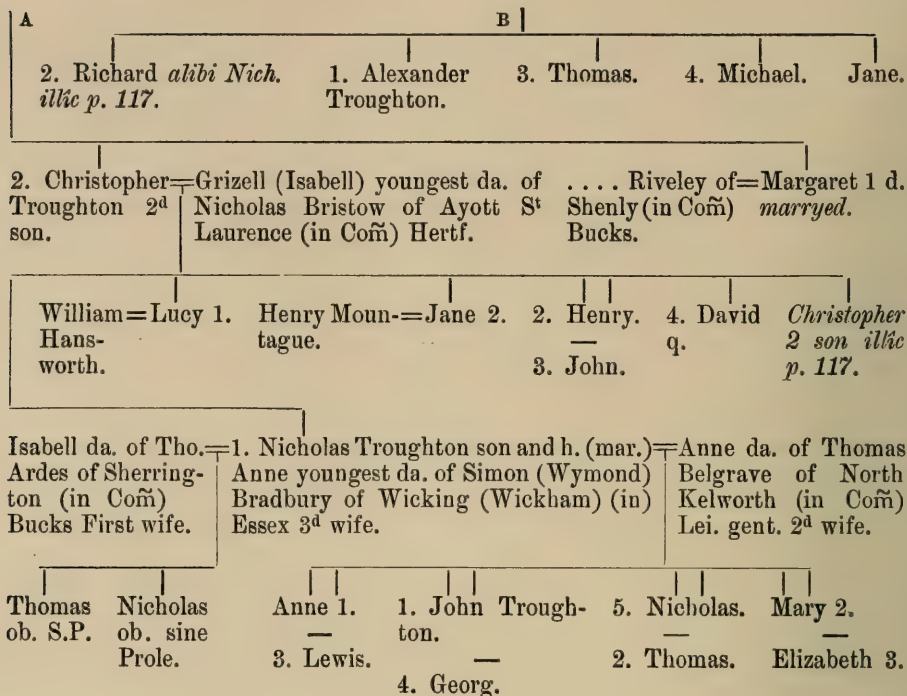 A B
2. Richard alibi Nich.
illîc p. 117.
1. Alexander
Troughton.
3. Thomas.
4. Michael.
Jane.
2. Christopher=
Troughton 2d
son.
Grizell (Isabell) youngest da. of
Nicholas Bristow of Ayott St
Laurence (in Com̃) Hertf.
.... Riveley of=
Shenly (in Com̃)
Bucks.
Margaret 1 d.
marryed.
William=Lucy 1.
Hans-
worth.
Henry Moun-=Jane 2.
tague.
2. Henry.
—
3. John.
4. David
q.
Christopher
2 son illîc
p. 117.
Isabell da. of Tho.=
Ardes of Sherring-
ton (in Com̃)
Bucks First wife.
1. Nicholas Troughton son and h. (mar.)=
Anne youngest da. of Simon (Wymond)
Bradbury of Wicking (Wickham) (in)
Essex 3d wife.
Anne da. of Thomas
Belgrave of North
Kelworth (in Com̃)
Lei. gent. 2d wife.
Thomas
ob. S.P.
Nicholas
ob. sine
Prole.
Anne 1.
—
3. Lewis.
1. John Trough-
ton.
—
4. Georg.
5. Nicholas.
—
2. Thomas.
Mary 2.
—
Elizabeth 3.